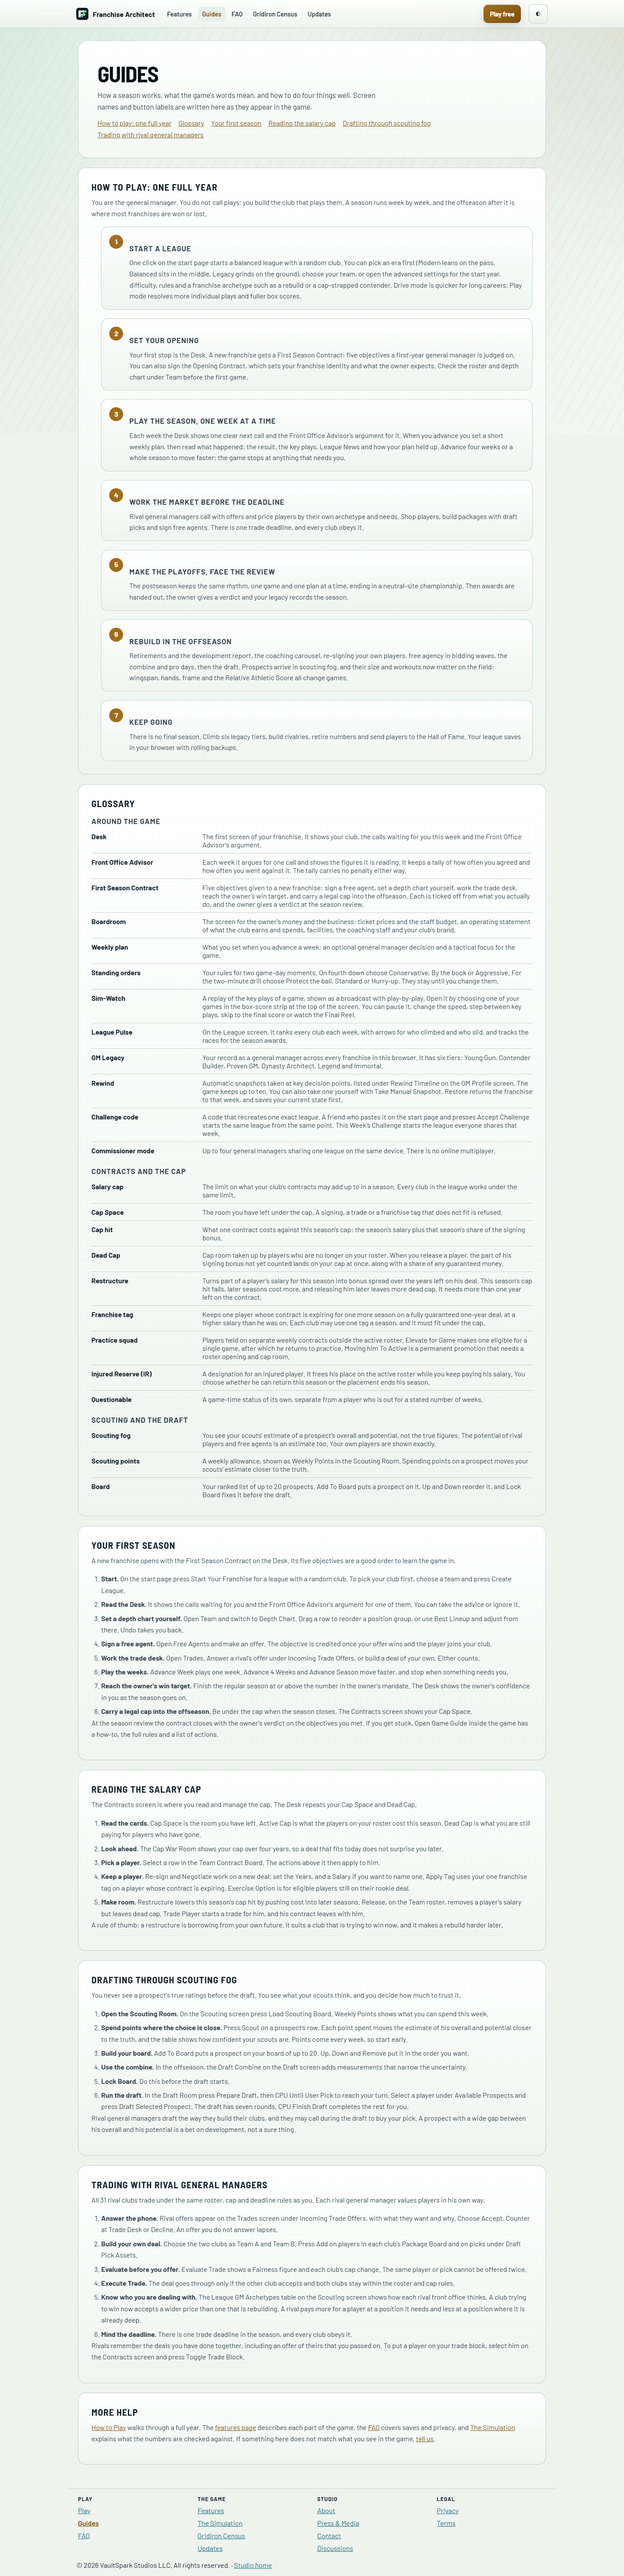 Franchise Architect Features Guides FAQ Gridiron Census Updates Play free
GUIDES
How a season works, what the game's words mean, and how to do four things well. Screen
names and button labels are written here as they appear in the game.
How to play: one full year Glossary Your first season Reading the salary cap Drafting through scouting fog
Trading with rival general managers
HOW TO PLAY: ONE FULL YEAR
You are the general manager. You do not call plays; you build the club that plays them. A season runs week by week, and the offseason after it is
where most franchises are won or lost.
1
START A LEAGUE
One click on the start page starts a balanced league with a random club. You can pick an era first (Modern leans on the pass,
Balanced sits in the middle, Legacy grinds on the ground), choose your team, or open the advanced settings for the start year,
difficulty, rules and a franchise archetype such as a rebuild or a cap-strapped contender. Drive mode is quicker for long careers; Play
mode resolves more individual plays and fuller box scores.
2
SET YOUR OPENING
Your first stop is the Desk. A new franchise gets a First Season Contract: five objectives a first-year general manager is judged on.
You can also sign the Opening Contract, which sets your franchise identity and what the owner expects. Check the roster and depth
chart under Team before the first game.
3
PLAY THE SEASON, ONE WEEK AT A TIME
Each week the Desk shows one clear next call and the Front Office Advisor's argument for it. When you advance you set a short
weekly plan, then read what happened: the result, the key plays, League News and how your plan held up. Advance four weeks or a
whole season to move faster; the game stops at anything that needs you.
4
WORK THE MARKET BEFORE THE DEADLINE
Rival general managers call with offers and price players by their own archetype and needs. Shop players, build packages with draft
picks and sign free agents. There is one trade deadline, and every club obeys it.
5
MAKE THE PLAYOFFS, FACE THE REVIEW
The postseason keeps the same rhythm, one game and one plan at a time, ending in a neutral-site championship. Then awards are
handed out, the owner gives a verdict and your legacy records the season.
6
REBUILD IN THE OFFSEASON
Retirements and the development report, the coaching carousel, re-signing your own players, free agency in bidding waves, the
combine and pro days, then the draft. Prospects arrive in scouting fog, and their size and workouts now matter on the field:
wingspan, hands, frame and the Relative Athletic Score all change games.
7
KEEP GOING
There is no final season. Climb six legacy tiers, build rivalries, retire numbers and send players to the Hall of Fame. Your league saves
in your browser with rolling backups.
GLOSSARY
AROUND THE GAME
Desk The first screen of your franchise. It shows your club, the calls waiting for you this week and the Front Office
Advisor's argument.
Front Office Advisor Each week it argues for one call and shows the figures it is reading. It keeps a tally of how often you agreed and
how often you went against it. The tally carries no penalty either way.
First Season Contract Five objectives given to a new franchise: sign a free agent, set a depth chart yourself, work the trade desk,
reach the owner's win target, and carry a legal cap into the offseason. Each is ticked off from what you actually
do, and the owner gives a verdict at the season review.
Boardroom The screen for the owner's money and the business: ticket prices and the staff budget, an operating statement
of what the club earns and spends, facilities, the coaching staff and your club's brand.
Weekly plan What you set when you advance a week: an optional general manager decision and a tactical focus for the
game.
Standing orders Your rules for two game-day moments. On fourth down choose Conservative, By the book or Aggressive. For
the two-minute drill choose Protect the ball, Standard or Hurry-up. They stay until you change them.
Sim-Watch A replay of the key plays of a game, shown as a broadcast with play-by-play. Open it by choosing one of your
games in the box-score strip at the top of the screen. You can pause it, change the speed, step between key
plays, skip to the final score or watch the Final Reel.
League Pulse On the League screen. It ranks every club each week, with arrows for who climbed and who slid, and tracks the
races for the season awards.
GM Legacy Your record as a general manager across every franchise in this browser. It has six tiers: Young Gun, Contender
Builder, Proven GM, Dynasty Architect, Legend and Immortal.
Rewind Automatic snapshots taken at key decision points, listed under Rewind Timeline on the GM Profile screen. The
game keeps up to ten. You can also take one yourself with Take Manual Snapshot. Restore returns the franchise
to that week, and saves your current state first.
Challenge code A code that recreates one exact league. A friend who pastes it on the start page and presses Accept Challenge
starts the same league from the same point. This Week's Challenge starts the league everyone shares that
week.
Commissioner mode Up to four general managers sharing one league on the same device. There is no online multiplayer.
CONTRACTS AND THE CAP
Salary cap The limit on what your club's contracts may add up to in a season. Every club in the league works under the
same limit.
Cap Space The room you have left under the cap. A signing, a trade or a franchise tag that does not fit is refused.
Cap hit What one contract costs against this season's cap: the season's salary plus that season's share of the signing
bonus.
Dead Cap Cap room taken up by players who are no longer on your roster. When you release a player, the part of his
signing bonus not yet counted lands on your cap at once, along with a share of any guaranteed money.
Restructure Turns part of a player's salary for this season into bonus spread over the years left on his deal. This season's cap
hit falls, later seasons cost more, and releasing him later leaves more dead cap. It needs more than one year
left on the contract.
Franchise tag Keeps one player whose contract is expiring for one more season on a fully guaranteed one-year deal, at a
higher salary than he was on. Each club may use one tag a season, and it must fit under the cap.
Practice squad Players held on separate weekly contracts outside the active roster. Elevate for Game makes one eligible for a
single game, after which he returns to practice. Moving him To Active is a permanent promotion that needs a
roster opening and cap room.
Injured Reserve (IR) A designation for an injured player. It frees his place on the active roster while you keep paying his salary. You
choose whether he can return this season or the placement ends his season.
Questionable A game-time status of its own, separate from a player who is out for a stated number of weeks.
SCOUTING AND THE DRAFT
Scouting fog You see your scouts' estimate of a prospect's overall and potential, not the true figures. The potential of rival
players and free agents is an estimate too. Your own players are shown exactly.
Scouting points A weekly allowance, shown as Weekly Points in the Scouting Room. Spending points on a prospect moves your
scouts' estimate closer to the truth.
Board Your ranked list of up to 20 prospects. Add To Board puts a prospect on it, Up and Down reorder it, and Lock
Board fixes it before the draft.
YOUR FIRST SEASON
A new franchise opens with the First Season Contract on the Desk. Its five objectives are a good order to learn the game in.
1. Start. On the start page press Start Your Franchise for a league with a random club. To pick your club first, choose a team and press Create
League.
2. Read the Desk. It shows the calls waiting for you and the Front Office Advisor's argument for one of them. You can take the advice or ignore it.
3. Set a depth chart yourself. Open Team and switch to Depth Chart. Drag a row to reorder a position group, or use Best Lineup and adjust from
there. Undo takes you back.
4. Sign a free agent. Open Free Agents and make an offer. The objective is credited once your offer wins and the player joins your club.
5. Work the trade desk. Open Trades. Answer a rival's offer under Incoming Trade Offers, or build a deal of your own. Either counts.
6. Play the weeks. Advance Week plays one week. Advance 4 Weeks and Advance Season move faster, and stop when something needs you.
7. Reach the owner's win target. Finish the regular season at or above the number in the owner's mandate. The Desk shows the owner's confidence
in you as the season goes on.
8. Carry a legal cap into the offseason. Be under the cap when the season closes. The Contracts screen shows your Cap Space.
At the season review the contract closes with the owner's verdict on the objectives you met. If you get stuck, Open Game Guide inside the game has
a how-to, the full rules and a list of actions.
READING THE SALARY CAP
The Contracts screen is where you read and manage the cap. The Desk repeats your Cap Space and Dead Cap.
1. Read the cards. Cap Space is the room you have left. Active Cap is what the players on your roster cost this season. Dead Cap is what you are still
paying for players who have gone.
2. Look ahead. The Cap War Room shows your cap over four years, so a deal that fits today does not surprise you later.
3. Pick a player. Select a row in the Team Contract Board. The actions above it then apply to him.
4. Keep a player. Re-sign and Negotiate work on a new deal; set the Years, and a Salary if you want to name one. Apply Tag uses your one franchise
tag on a player whose contract is expiring. Exercise Option is for eligible players still on their rookie deal.
5. Make room. Restructure lowers this season's cap hit by pushing cost into later seasons. Release, on the Team roster, removes a player's salary
but leaves dead cap. Trade Player starts a trade for him, and his contract leaves with him.
A rule of thumb: a restructure is borrowing from your own future. It suits a club that is trying to win now, and it makes a rebuild harder later.
DRAFTING THROUGH SCOUTING FOG
You never see a prospect's true ratings before the draft. You see what your scouts think, and you decide how much to trust it.
1. Open the Scouting Room. On the Scouting screen press Load Scouting Board. Weekly Points shows what you can spend this week.
2. Spend points where the choice is close. Press Scout on a prospect's row. Each point spent moves the estimate of his overall and potential closer
to the truth, and the table shows how confident your scouts are. Points come every week, so start early.
3. Build your board. Add To Board puts a prospect on your board of up to 20. Up, Down and Remove put it in the order you want.
4. Use the combine. In the offseason, the Draft Combine on the Draft screen adds measurements that narrow the uncertainty.
5. Lock Board. Do this before the draft starts.
6. Run the draft. In the Draft Room press Prepare Draft, then CPU Until User Pick to reach your turn. Select a player under Available Prospects and
press Draft Selected Prospect. The draft has seven rounds. CPU Finish Draft completes the rest for you.
Rival general managers draft the way they build their clubs, and they may call during the draft to buy your pick. A prospect with a wide gap between
his overall and his potential is a bet on development, not a sure thing.
TRADING WITH RIVAL GENERAL MANAGERS
All 31 rival clubs trade under the same roster, cap and deadline rules as you. Each rival general manager values players in his own way.
1. Answer the phone. Rival offers appear on the Trades screen under Incoming Trade Offers, with what they want and why. Choose Accept, Counter
at Trade Desk or Decline. An offer you do not answer lapses.
2. Build your own deal. Choose the two clubs as Team A and Team B. Press Add on players in each club's Package Board and on picks under Draft
Pick Assets.
3. Evaluate before you offer. Evaluate Trade shows a Fairness figure and each club's cap change. The same player or pick cannot be offered twice.
4. Execute Trade. The deal goes through only if the other club accepts and both clubs stay within the roster and cap rules.
5. Know who you are dealing with. The League GM Archetypes table on the Scouting screen shows how each rival front office thinks. A club trying
to win now accepts a wider price than one that is rebuilding. A rival pays more for a player at a position it needs and less at a position where it is
already deep.
6. Mind the deadline. There is one trade deadline in the season, and every club obeys it.
Rivals remember the deals you have done together, including an offer of theirs that you passed on. To put a player on your trade block, select him on
the Contracts screen and press Toggle Trade Block.
MORE HELP
How to Play walks through a full year. The features page describes each part of the game, the FAQ covers saves and privacy, and The Simulation
explains what the numbers are checked against. If something here does not match what you see in the game, tell us.
PLAY THE GAME STUDIO LEGAL
Play Features About Privacy
Guides The Simulation Press & Media Terms
FAQ Gridiron Census Contact
Updates Discussions
© 2026 VaultSpark Studios LLC. All rights reserved. · Studio home